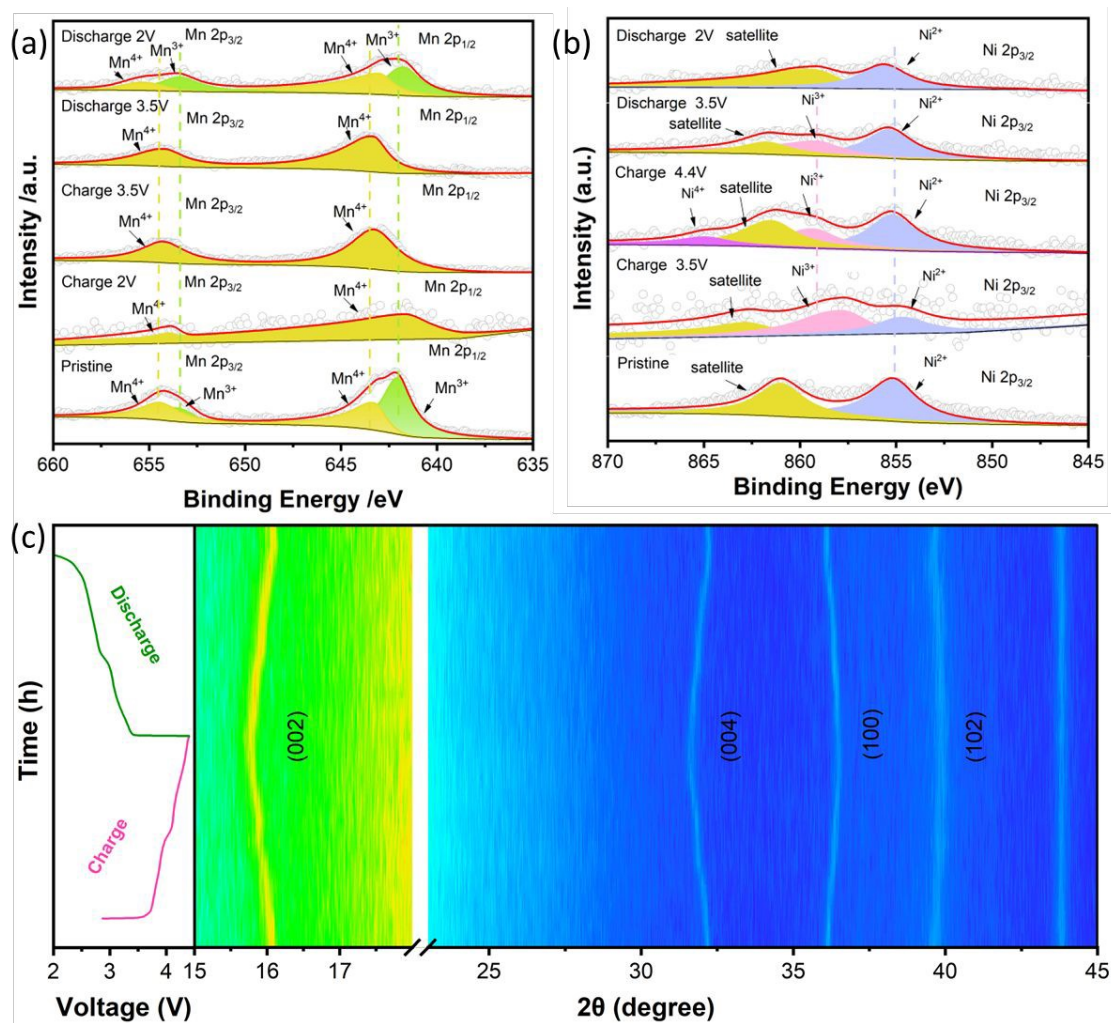 (a)
Discharge 2V
Mn4+ Mn3+ Mn 2p3/2
Mn4+ Mn3+ Mn 2p1/2
Discharge 3.5V
Mn4+ Mn 2p3/2
Mn4+ Mn 2p1/2
Charge 3.5V
Mn4+ Mn 2p3/2
Mn4+ Mn 2p1/2
Charge 2V
Mn4+ Mn 2p3/2
Mn4+ Mn 2p1/2
Pristine
Mn4+ Mn3+ Mn 2p3/2
Mn4+ Mn3+ Mn 2p1/2
Intensity /a.u.
660 655 650 645 640 635
Binding Energy /eV
(b)
Discharge 2V satellite Ni2+ Ni 2p3/2
Discharge 3.5V
satellite Ni3+ Ni2+ Ni 2p3/2
Charge 4.4V
Ni4+ satellite Ni3+ Ni2+ Ni 2p3/2
Charge 3.5V
satellite Ni3+ Ni2+ Ni 2p3/2
Pristine satellite Ni2+ Ni 2p3/2
Intensity (a.u.)
870 865 860 855 850 845
Binding Energy (eV)
(c)
Time (h)
Discharge
Charge
(002)
(004)
(100)
(102)
2 3 4 15 16 17 25 30 35 40 45
Voltage (V)
2θ (degree)